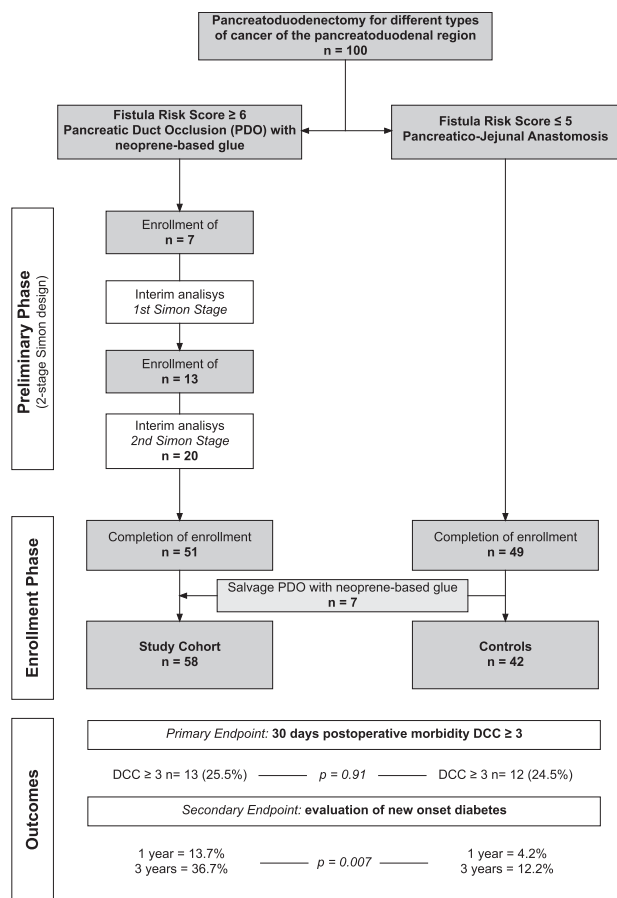 Pancreatoduodenectomy for different types
of cancer of the pancreatoduodenal region
n = 100
Fistula Risk Score ≥ 6
Pancreatic Duct Occlusion (PDO) with
neoprene-based glue
Fistula Risk Score ≤ 5
Pancreatico-Jejunal Anastomosis
Preliminary Phase
(2-stage Simon design)
Enrollment of
n = 7
Interim analisys
1st Simon Stage
Enrollment of
n = 13
Interim analisys
2nd Simon Stage
n = 20
Enrollment Phase
Completion of enrollment
n = 51
Completion of enrollment
n = 49
Salvage PDO with neoprene-based glue
n = 7
Study Cohort
n = 58
Controls
n = 42
Outcomes
Primary Endpoint: 30 days postoperative morbidity DCC ≥ 3
DCC ≥ 3 n= 13 (25.5%) p = 0.91 DCC ≥ 3 n= 12 (24.5%)
Secondary Endpoint: evaluation of new onset diabetes
1 year = 13.7%
3 years = 36.7%
p = 0.007
1 year = 4.2%
3 years = 12.2%